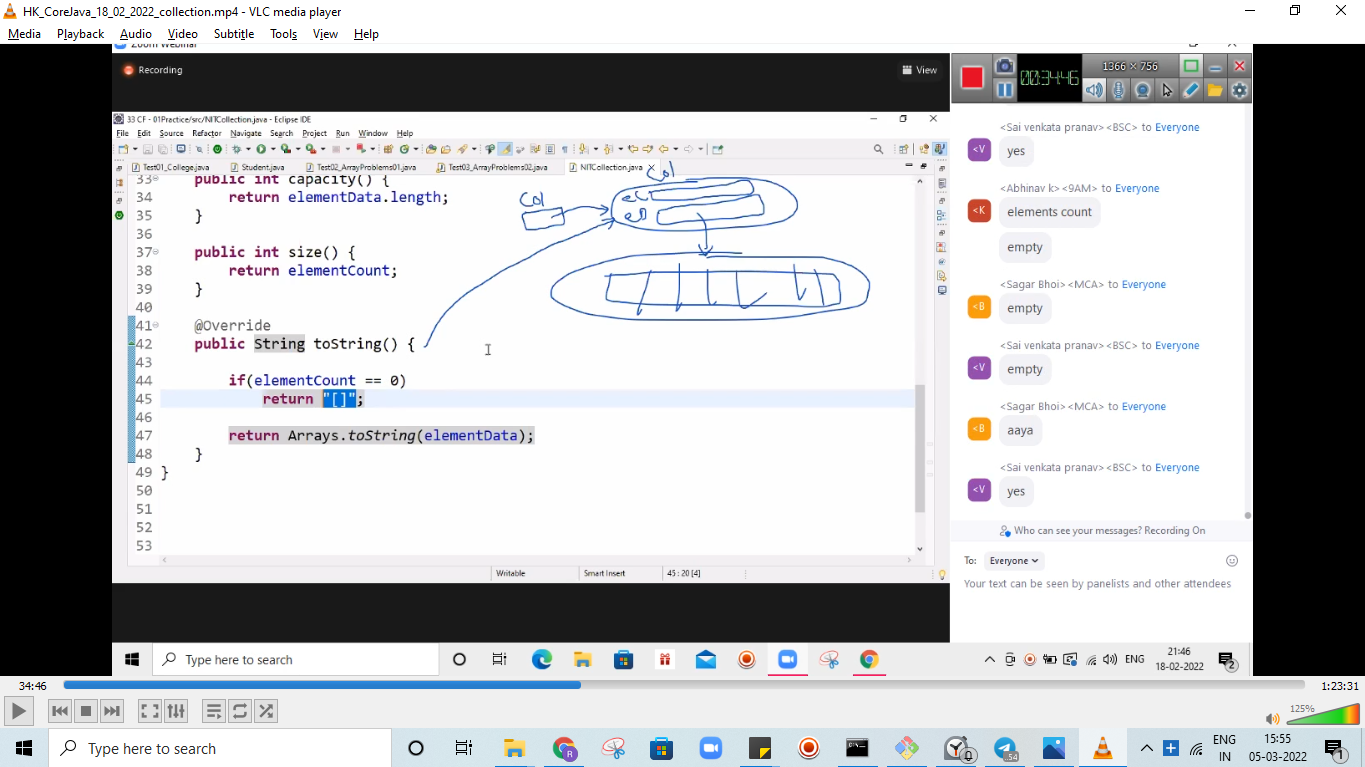 HK_CoreJava_18_02_2022_collection.mp4 - VLC media player
Media Playback Audio Video Subtitle Tools View Help
Zoom Webinar
Recording
View
33 CF - 01Practice/src/NITCollection.java - Eclipse IDE
File Edit Source Refactor Navigate Search Project Run Window Help
Test01_College.java Student.java Test02_ArrayProblems01.java Test03_ArrayProblems02.java NITCollection.java
33 public int capacity() {
34 return elementData.length;
35 }
36
37 public int size() {
38 return elementCount;
39 }
40
41 @Override
42 public String toString() {
43
44 if(elementCount == 0)
45 return "[]";
46
47 return Arrays.toString(elementData);
48 }
49 }
50
51
52
53
Col
Col
eC
eD
Writable Smart Insert 45 : 20 [4]
00:34:46
1366 × 756
<Sai venkata pranav> <BSC> to Everyone
<V yes
<Abhinav k> <9AM> to Everyone
<K elements count
empty
<Sagar Bhoi> <MCA> to Everyone
<B empty
<Sai venkata pranav> <BSC> to Everyone
<V empty
<Sagar Bhoi> <MCA> to Everyone
<B aaya
<Sai venkata pranav> <BSC> to Everyone
<V yes
Who can see your messages? Recording On
To: Everyone
Your text can be seen by panelists and other attendees
Type here to search
ENG
21:46
18-02-2022
2
34:46
1:23:31
125%
Type here to search
54
ENG
IN
15:55
05-03-2022
1